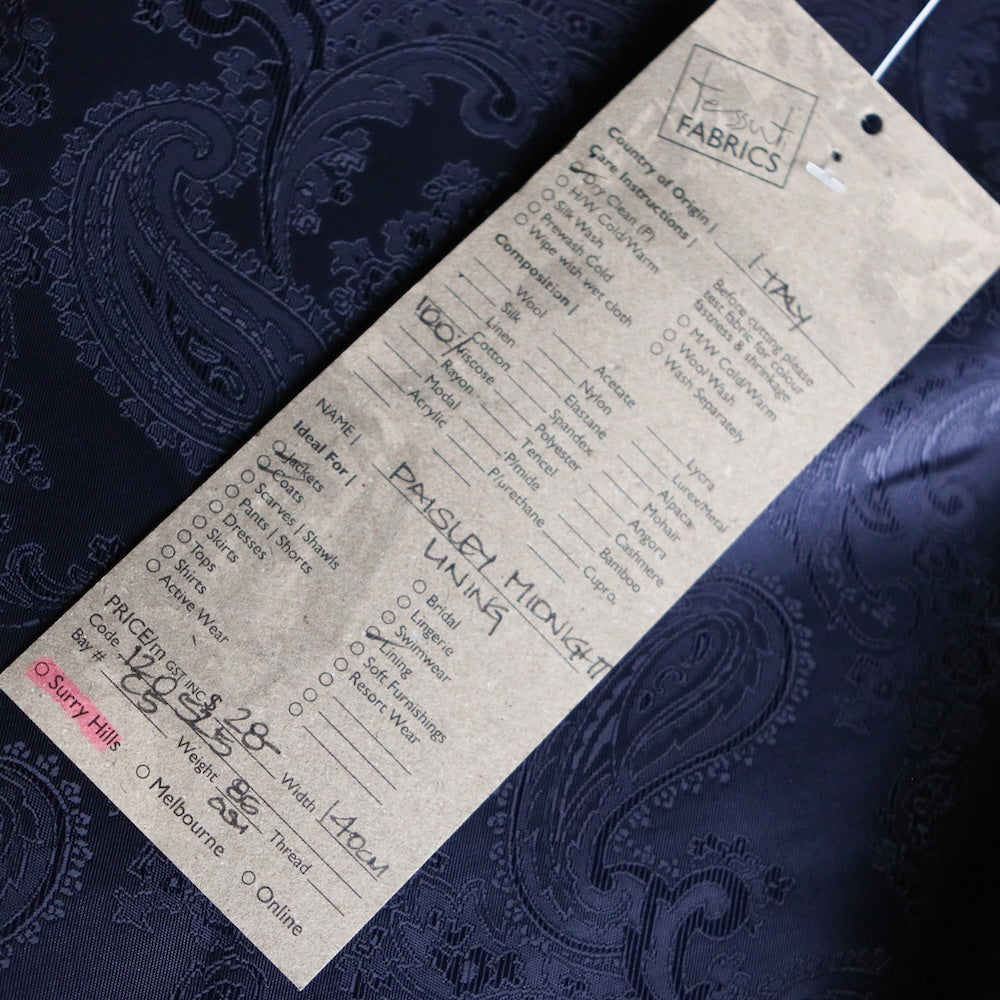 Tessuti
FABRICS
Country of Origin | ITALY
Care Instructions |
Dry Clean (P)
H/W Cold/Warm
Silk Wash
Prewash Cold
Wipe with wet cloth
Before cutting please
test fabric for colour
fastness & shrinkage.
M/W Cold/Warm
Wool Wash
Wash Separately
Composition |
Wool
Silk
Linen
Cotton
100/ Viscose
Rayon
Modal
Acrylic
Acetate
Nylon
Elastane
Spandex
Polyester
Tencel
P/mide
P/urethane
Lycra
Lurex/Metal
Alpaca
Mohair
Angora
Cashmere
Bamboo
Cupro.
NAME | PAISLEY MIDNIGHT
LINING
Ideal For |
Jackets
Coats
Scarves | Shawls
Pants | Shorts
Dresses
Skirts
Tops
Shirts
Active Wear
Bridal
Lingerie
Swimwear
Lining
Soft Furnishings
Resort Wear
PRICE/m GST INC $ 28-
Code
Width 140cm
Bay # C5
Weight 86
GSM
Thread
Surry Hills
Melbourne
Online